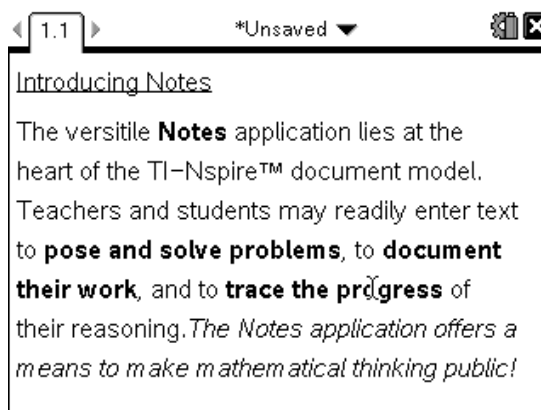 1.1 *Unsaved
Introducing Notes
The versitile Notes application lies at the
heart of the TI-Nspire™ document model.
Teachers and students may readily enter text
to pose and solve problems, to document
their work, and to trace the progress of
their reasoning.The Notes application offers a
means to make mathematical thinking public!